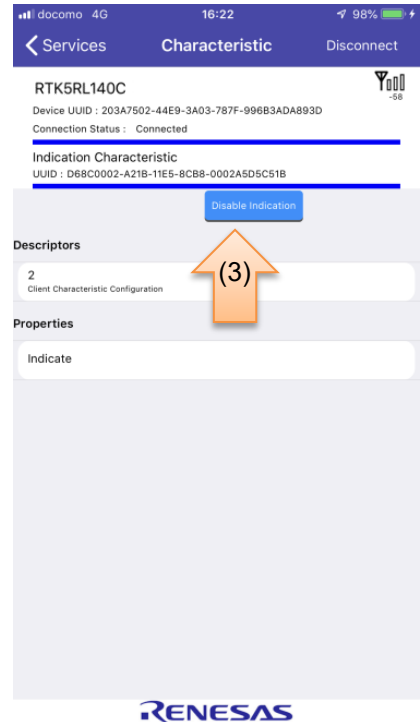 docomo 4G 16:22 98%
Services Characteristic Disconnect
RTK5RL140C
-58
Device UUID : 203A7502-44E9-3A03-787F-996B3ADA893D
Connection Status : Connected
Indication Characteristic
UUID : D68C0002-A21B-11E5-8CB8-0002A5D5C51B
Disable Indication
Descriptors
(3)
2
Client Characteristic Configuration
Properties
Indicate
RENESAS